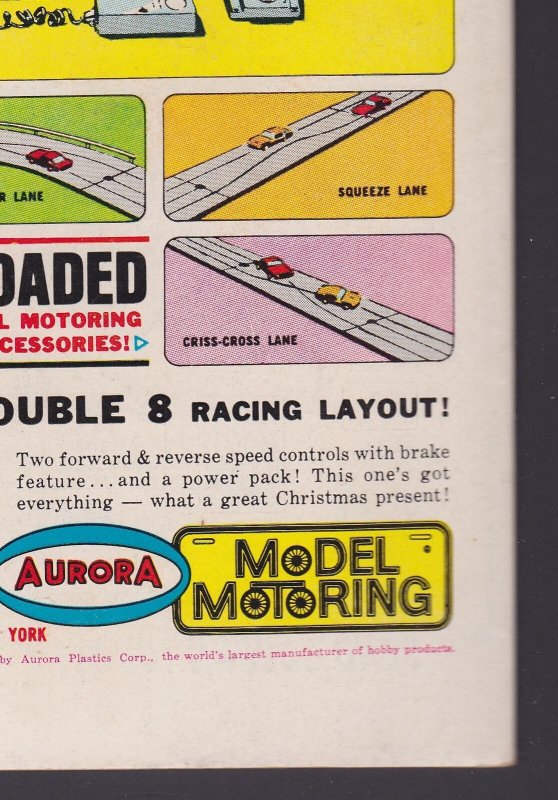 R LANE
SQUEEZE LANE
OADED
L MOTORING
CCESSORIES!
CRISS-CROSS LANE
OUBLE 8 RACING LAYOUT!
Two forward & reverse speed controls with brake
feature...and a power pack! This one's got
everything — what a great Christmas present!
AURORA
MODEL
MOTORING
YORK
by Aurora Plastics Corp., the world's largest manufacturer of hobby products.